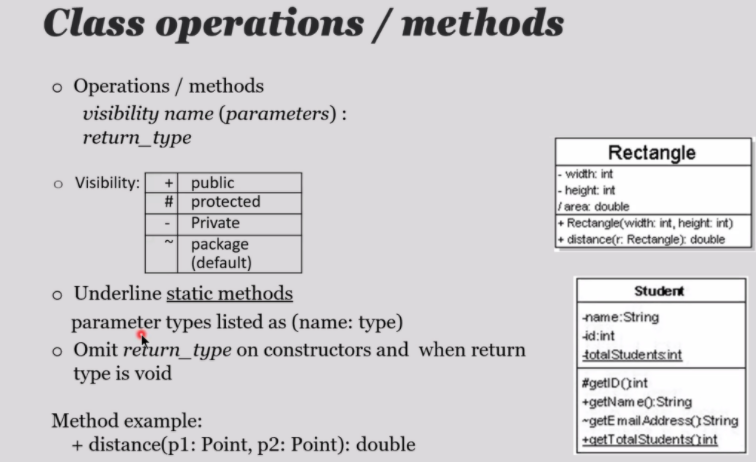 Class operations / methods
o Operations / methods
visibility name (parameters) :
return_type
o Visibility:
+ public
# protected
- Private
~ package
(default)
o Underline static methods
parameter types listed as (name: type)
o Omit return_type on constructors and when return
type is void
Method example:
+ distance(p1: Point, p2: Point): double
Rectangle
- width: int
- height: int
/ area: double
+ Rectangle(width: int, height: int)
+ distance(r: Rectangle): double
Student
-name:String
-id:int
-totalStudents:int
#getID():int
+getName():String
~getEmailAddress():String
+getTotalStudents():int